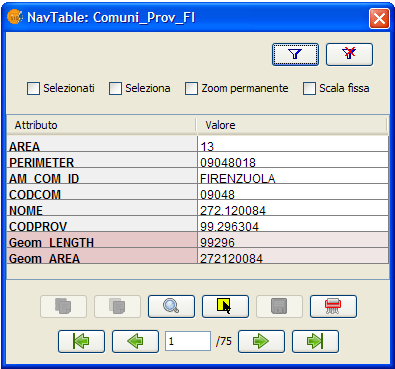 NavTable: Comuni_Prov_FI
Selezionati Seleziona Zoom permanente Scala fissa
Attributo Valore
AREA 13
PERIMETER 09048018
AM_COM_ID FIRENZUOLA
CODCOM 09048
NOME 272.120084
CODPROV 99.296304
Geom_LENGTH 99296
Geom_AREA 272120084
1 /75